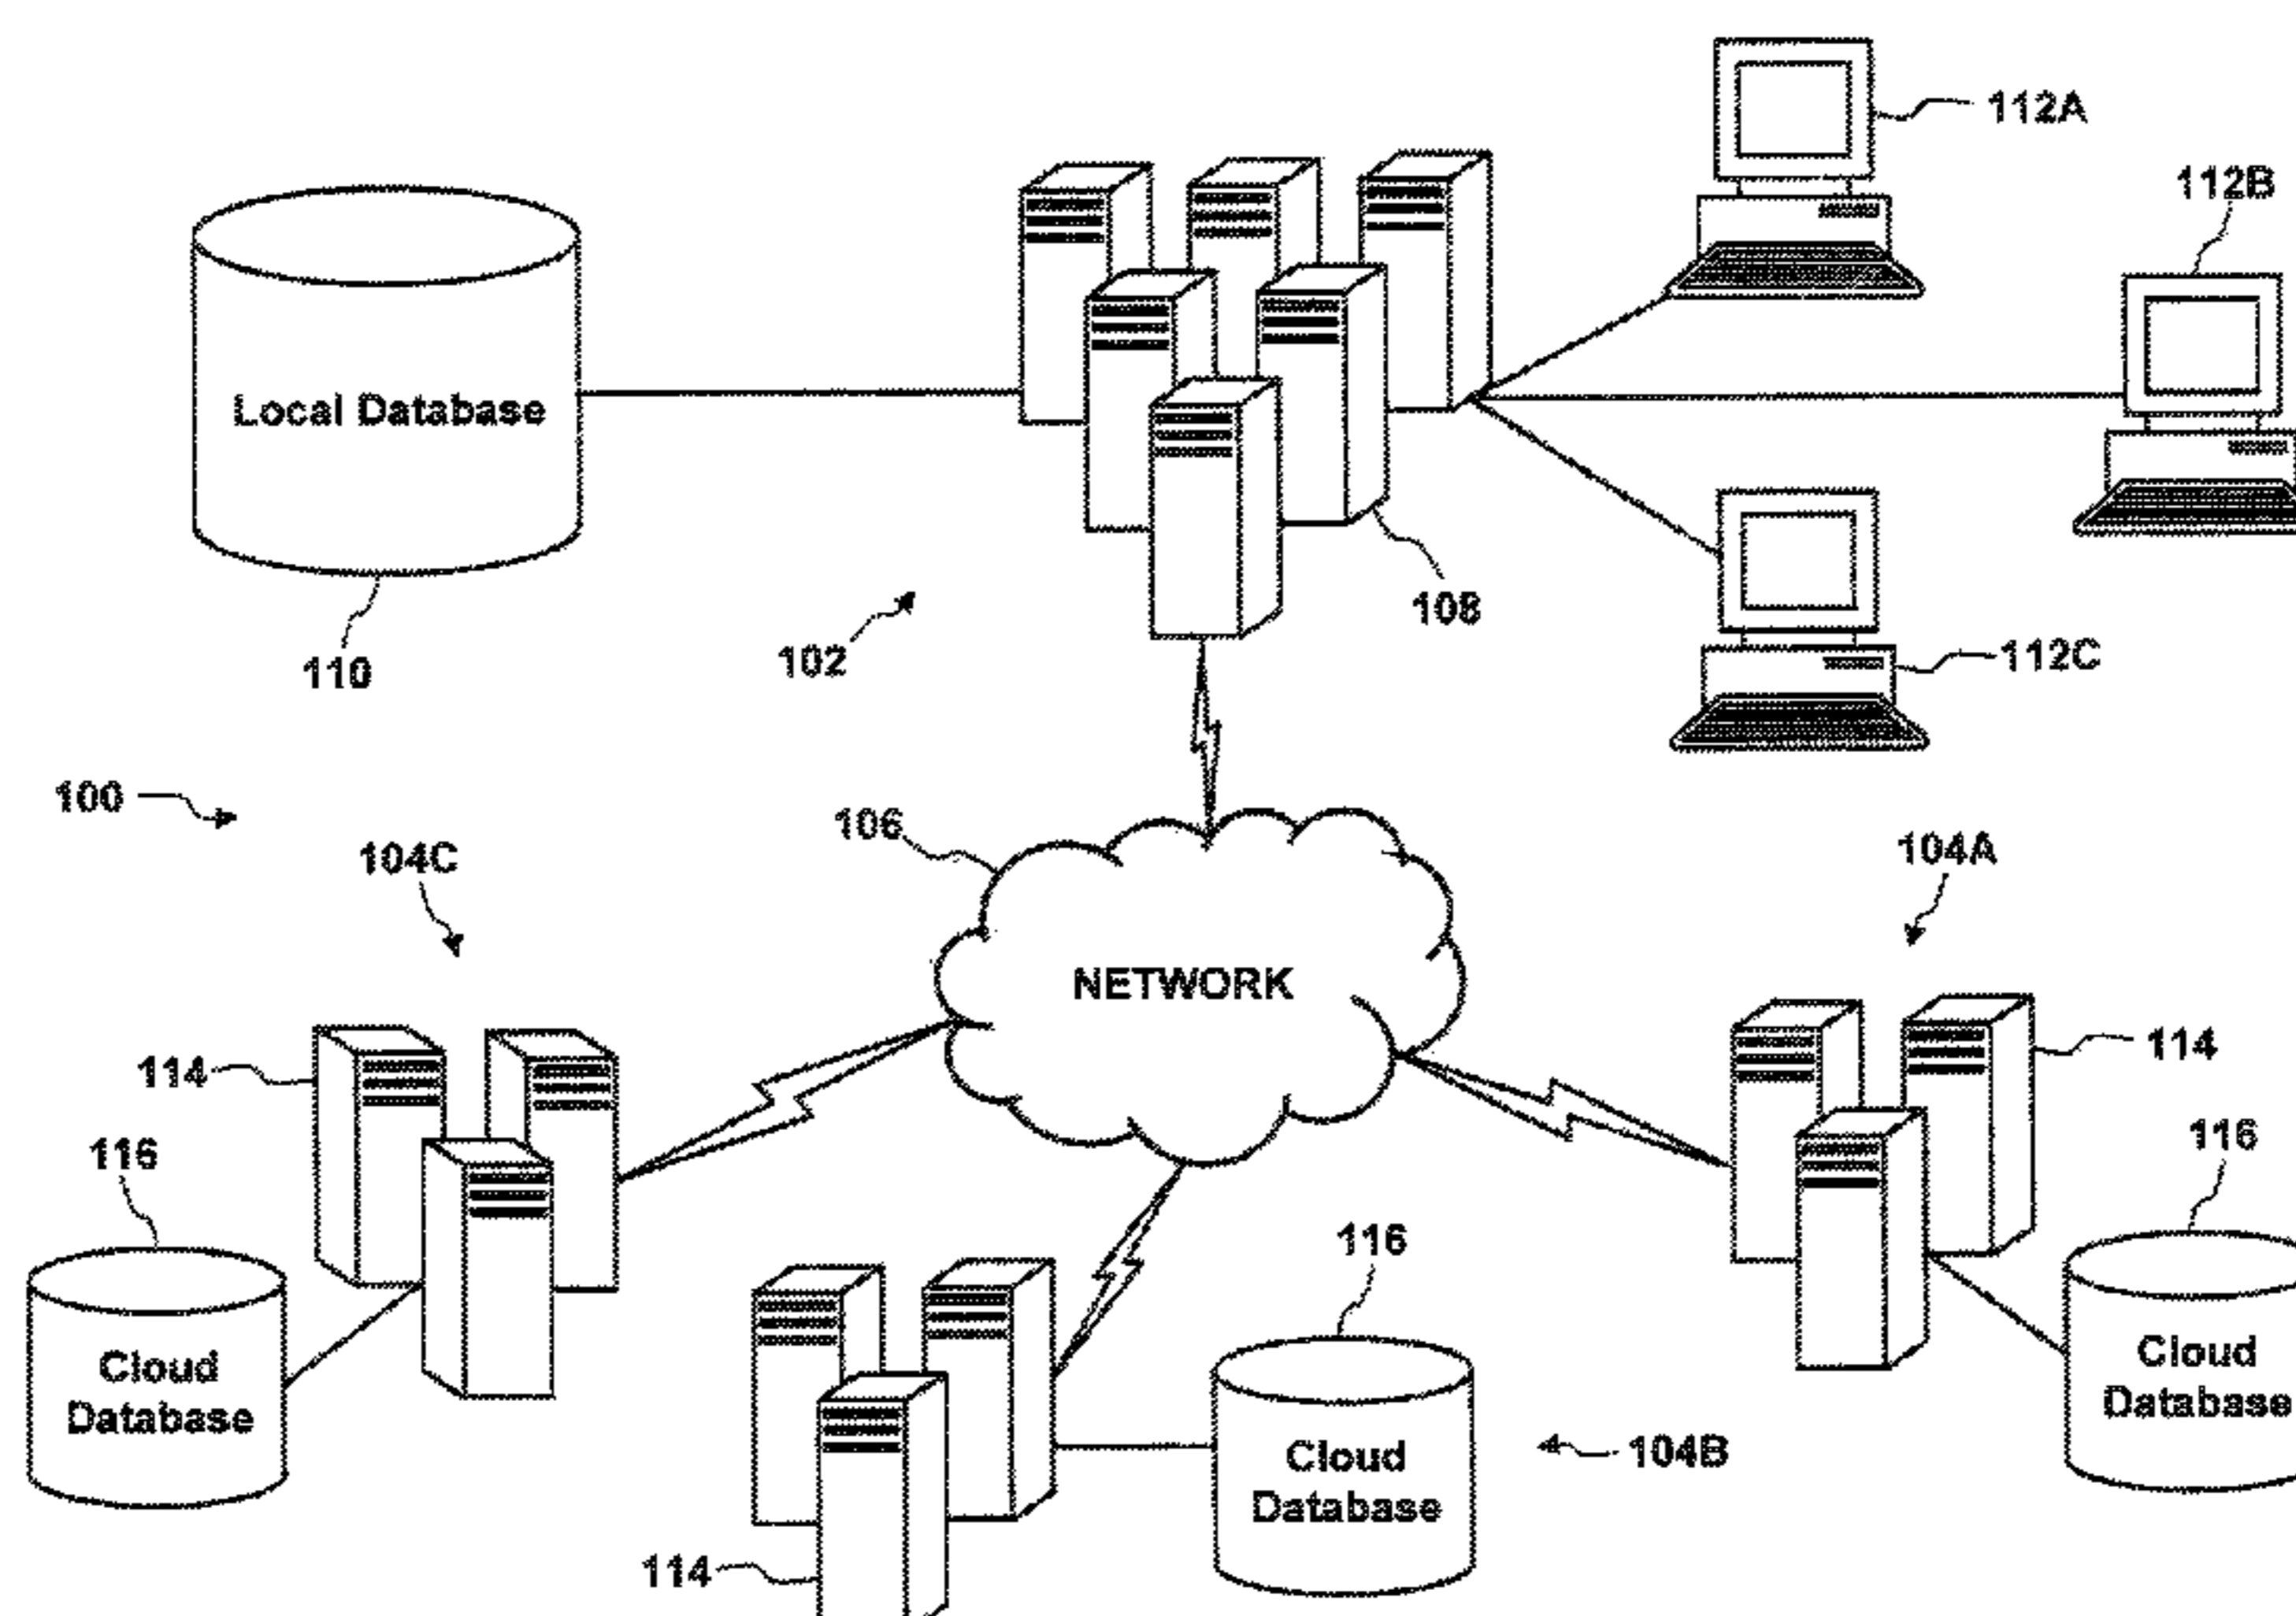 112A
112B
Local Database
108
102
112C
110
100
106
104C
104A
NETWORK
114
114
116
116
116
Cloud
Database
Cloud
Database
Cloud
Database
104B
114